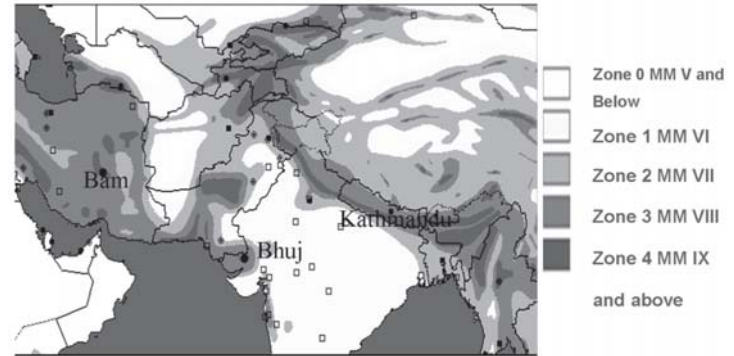 Bam
Kathmandu
Bhuj
Zone 0 MM V and
Below
Zone 1 MM VI
Zone 2 MM VII
Zone 3 MM VIII
Zone 4 MM IX
and above